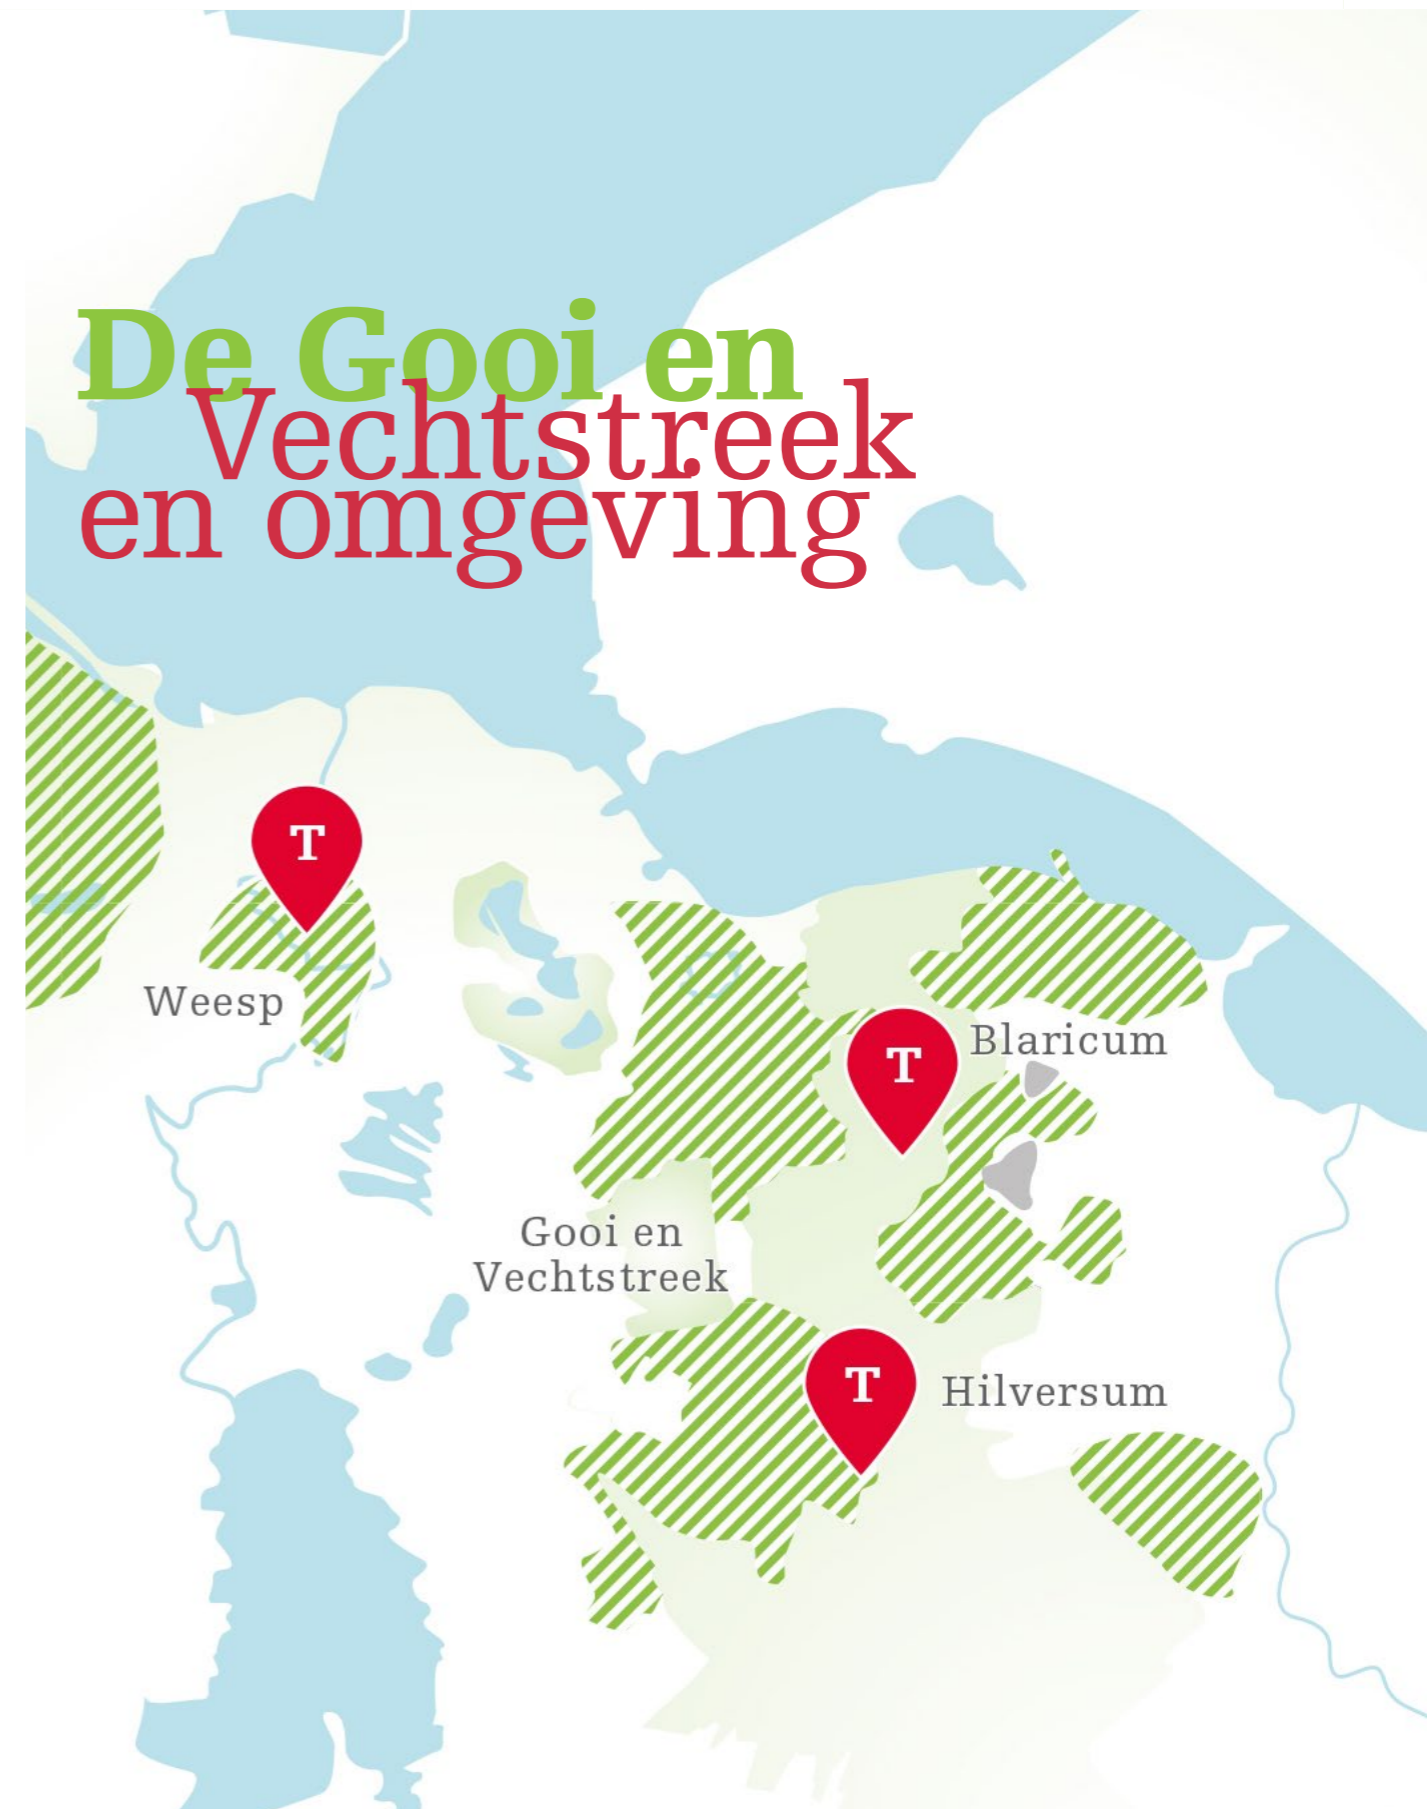 De Gooi en
Vechtstreek
en omgeving
T
Weesp
T
Blaricum
Gooi en
Vechtstreek
T
Hilversum